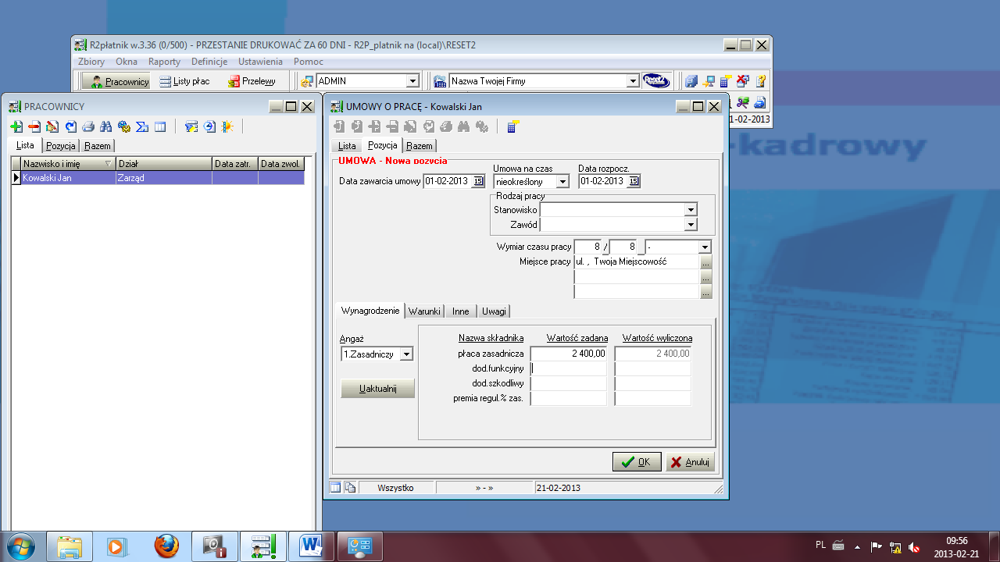 R2płatnik w.3.36 (0/500) - PRZESTANIE DRUKOWAĆ ZA 60 DNI - R2P_platnik na (local)\RESET2
Zbiory Okna Raporty Definicje Ustawienia Pomoc
Pracownicy Listy płac Przelewy ADMIN Nazwa Twojej Firmy Reset2
1-02-2013
-kadrowy
PRACOWNICY
Lista Pozycja Razem
Nazwisko i imię Dział Data zatr. Data zwol.
Kowalski Jan Zarząd
UMOWY O PRACĘ - Kowalski Jan
Lista Pozycja Razem
UMOWA - Nowa pozycja
Umowa na czas Data rozpocz.
Data zawarcia umowy 01-02-2013 15 nieokreślony 01-02-2013 15
Rodzaj pracy
Stanowisko
Zawód
Wymiar czasu pracy 8 / 8 -
Miejsce pracy ul. , Twoja Miejscowość ...
...
...
Wynagrodzenie Warunki Inne Uwagi
Angaż Nazwa składnika Wartość zadana Wartość wyliczona
1.Zasadniczy płaca zasadnicza 2 400,00 2 400,00
dod.funkcyjny
Uaktualnij dod.szkodliwy
premia regul.% zas.
OK Anuluj
Wszystko » - » 21-02-2013
PL 09:56
2013-02-21